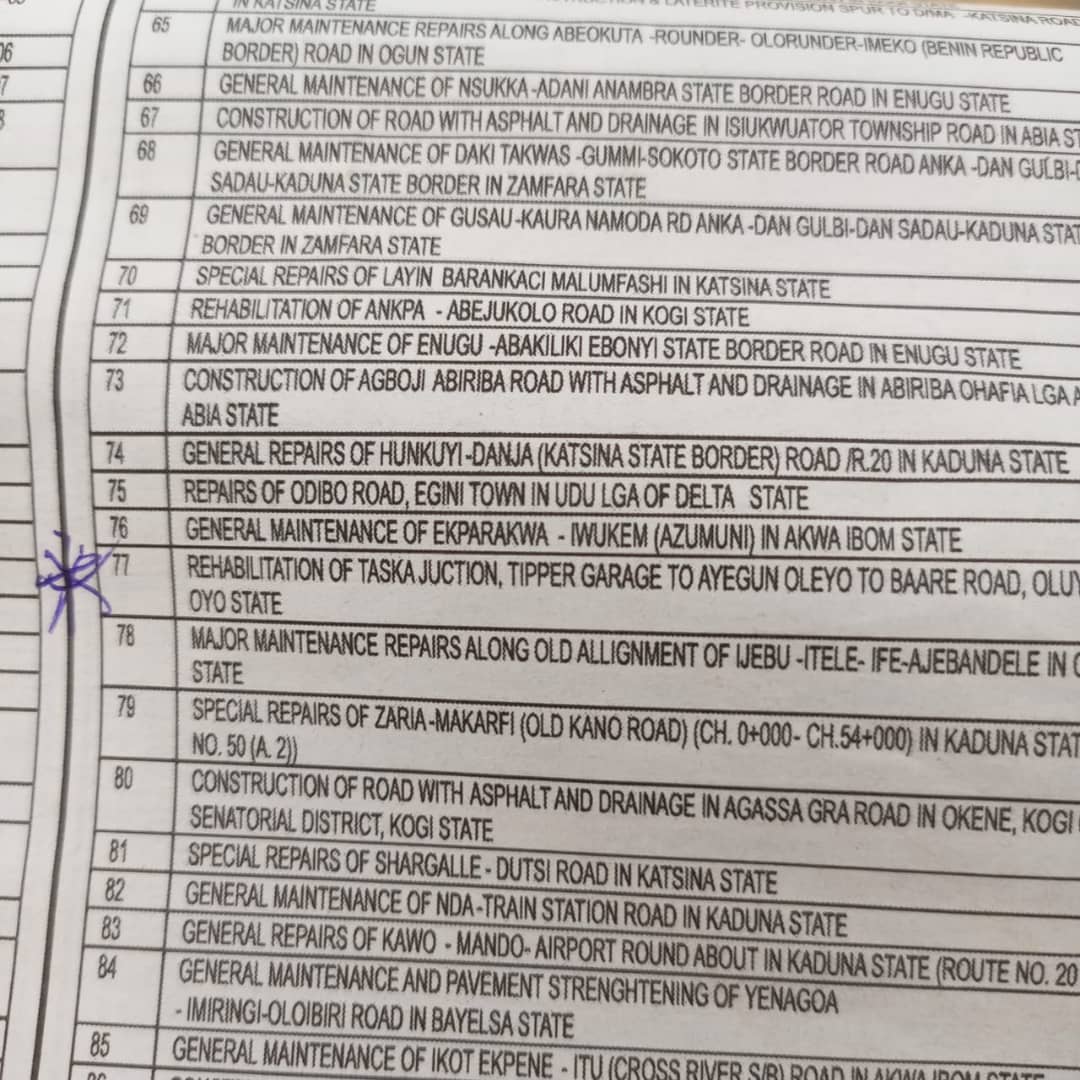 IN KATSINA STATE
& LATERITE PROVISION SPUR TO DIMA -KATSINA ROAD
65 MAJOR MAINTENANCE REPAIRS ALONG ABEOKUTA -ROUNDER- OLORUNDER-IMEKO (BENIN REPUBLIC
BORDER) ROAD IN OGUN STATE
66 GENERAL MAINTENANCE OF NSUKKA -ADANI ANAMBRA STATE BORDER ROAD IN ENUGU STATE
67 CONSTRUCTION OF ROAD WITH ASPHALT AND DRAINAGE IN ISIUKWUATOR TOWNSHIP ROAD IN ABIA ST
68 GENERAL MAINTENANCE OF DAKI TAKWAS -GUMMI-SOKOTO STATE BORDER ROAD ANKA -DAN GULBI-
SADAU-KADUNA STATE BORDER IN ZAMFARA STATE
69 GENERAL MAINTENANCE OF GUSAU -KAURA NAMODA RD ANKA -DAN GULBI-DAN SADAU-KADUNA STAT
BORDER IN ZAMFARA STATE
70 SPECIAL REPAIRS OF LAYIN BARANKACI MALUMFASHI IN KATSINA STATE
71 REHABILITATION OF ANKPA - ABEJUKOLO ROAD IN KOGI STATE
72 MAJOR MAINTENANCE OF ENUGU -ABAKILIKI EBONYI STATE BORDER ROAD IN ENUGU STATE
73 CONSTRUCTION OF AGBOJI ABIRIBA ROAD WITH ASPHALT AND DRAINAGE IN ABIRIBA OHAFIA LGA A
ABIA STATE
74 GENERAL REPAIRS OF HUNKUYI -DANJA (KATSINA STATE BORDER) ROAD /R.20 IN KADUNA STATE
75 REPAIRS OF ODIBO ROAD, EGINI TOWN IN UDU LGA OF DELTA STATE
76 GENERAL MAINTENANCE OF EKPARAKWA - IWUKEM (AZUMUNI) IN AKWA IBOM STATE
77 REHABILITATION OF TASKA JUCTION, TIPPER GARAGE TO AYEGUN OLEYO TO BAARE ROAD, OLUY
OYO STATE
78 MAJOR MAINTENANCE REPAIRS ALONG OLD ALLIGNMENT OF IJEBU -ITELE- IFE-AJEBANDELE IN
STATE
79 SPECIAL REPAIRS OF ZARIA -MAKARFI (OLD KANO ROAD) (CH. 0+000- CH.54+000) IN KADUNA STAT
NO. 50 (A. 2))
80 CONSTRUCTION OF ROAD WITH ASPHALT AND DRAINAGE IN AGASSA GRA ROAD IN OKENE, KOGI
SENATORIAL DISTRICT, KOGI STATE
81 SPECIAL REPAIRS OF SHARGALLE - DUTSI ROAD IN KATSINA STATE
82 GENERAL MAINTENANCE OF NDA -TRAIN STATION ROAD IN KADUNA STATE
83 GENERAL REPAIRS OF KAWO - MANDO- AIRPORT ROUND ABOUT IN KADUNA STATE (ROUTE NO. 20
84 GENERAL MAINTENANCE AND PAVEMENT STRENGHTENING OF YENAGOA
- IMIRINGI-OLOIBIRI ROAD IN BAYELSA STATE
85 GENERAL MAINTENANCE OF IKOT EKPENE - ITU (CROSS RIVER S/B) ROAD IN AKWA IBOM STATE